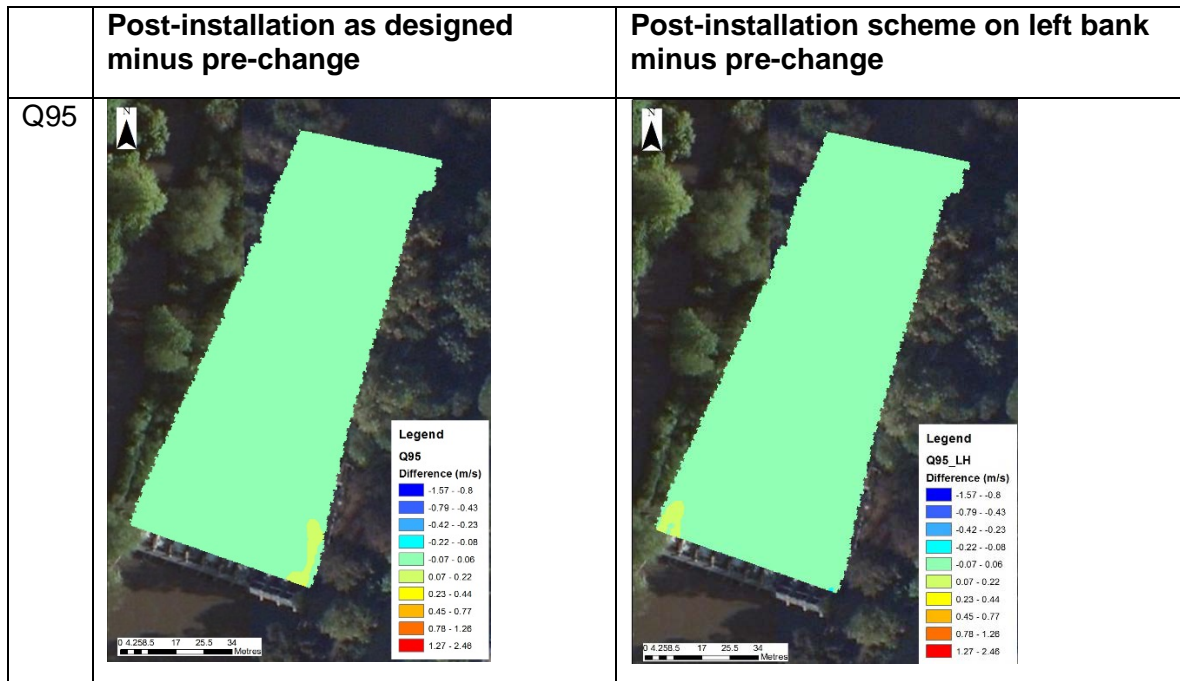 Post-installation as designed
minus pre-change
Post-installation scheme on left bank
minus pre-change
Q95
N
Legend
Q95
Difference (m/s)
-1.57 - -0.8
-0.79 - -0.43
-0.42 - -0.23
-0.22 - -0.08
-0.07 - 0.06
0.07 - 0.22
0.23 - 0.44
0.45 - 0.77
0.78 - 1.26
1.27 - 2.46
0 4.258.5 17 25.5 34
Metres
N
Legend
Q95_LH
Difference (m/s)
-1.57 - -0.8
-0.79 - -0.43
-0.42 - -0.23
-0.22 - -0.08
-0.07 - 0.06
0.07 - 0.22
0.23 - 0.44
0.45 - 0.77
0.78 - 1.26
1.27 - 2.46
0 4.258.5 17 25.5 34
Metres